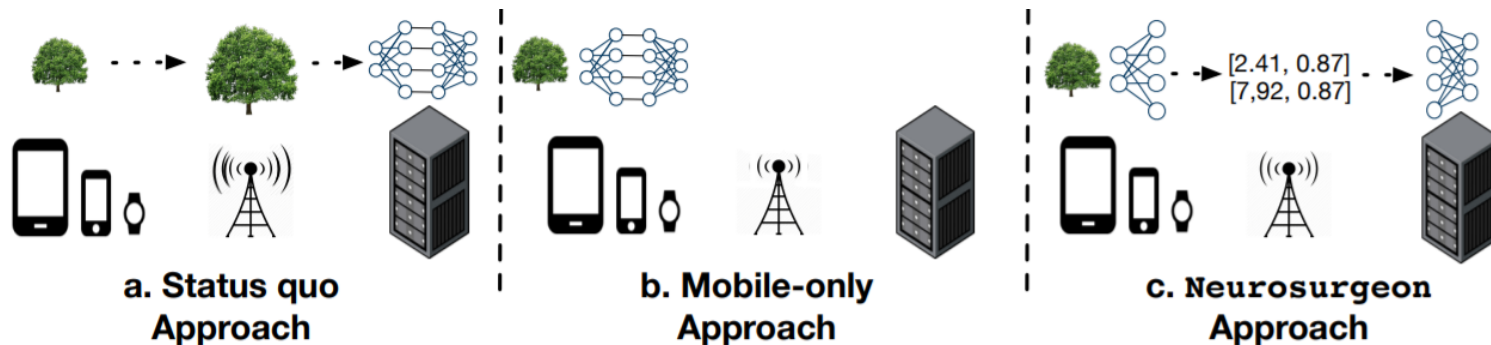 [2.41, 0.87]
[7,92, 0.87]
a. Status quo
Approach
b. Mobile-only
Approach
c. Neurosurgeon
Approach